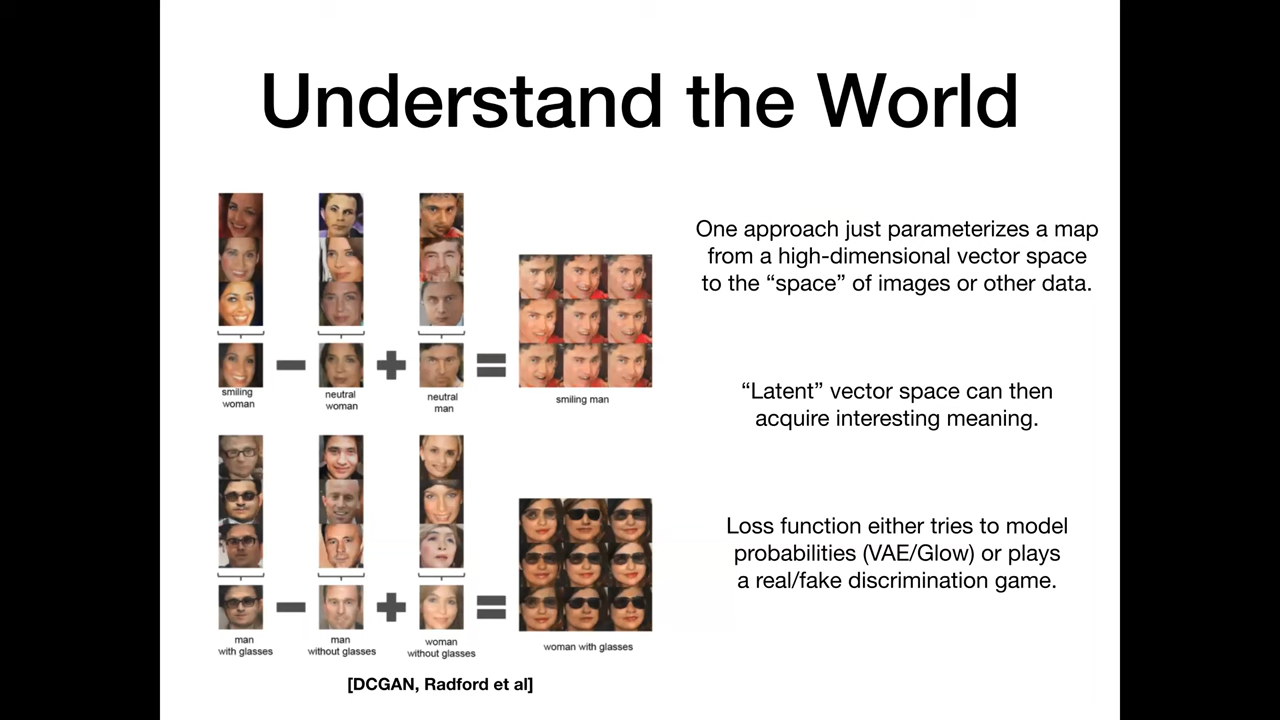 Understand the World
smiling
woman
neutral
woman
neutral
man
smiling man
man
with glasses
man
without glasses
woman
without glasses
woman with glasses
[DCGAN, Radford et al]
One approach just parameterizes a map
from a high-dimensional vector space
to the “space” of images or other data.
“Latent” vector space can then
acquire interesting meaning.
Loss function either tries to model
probabilities (VAE/Glow) or plays
a real/fake discrimination game.